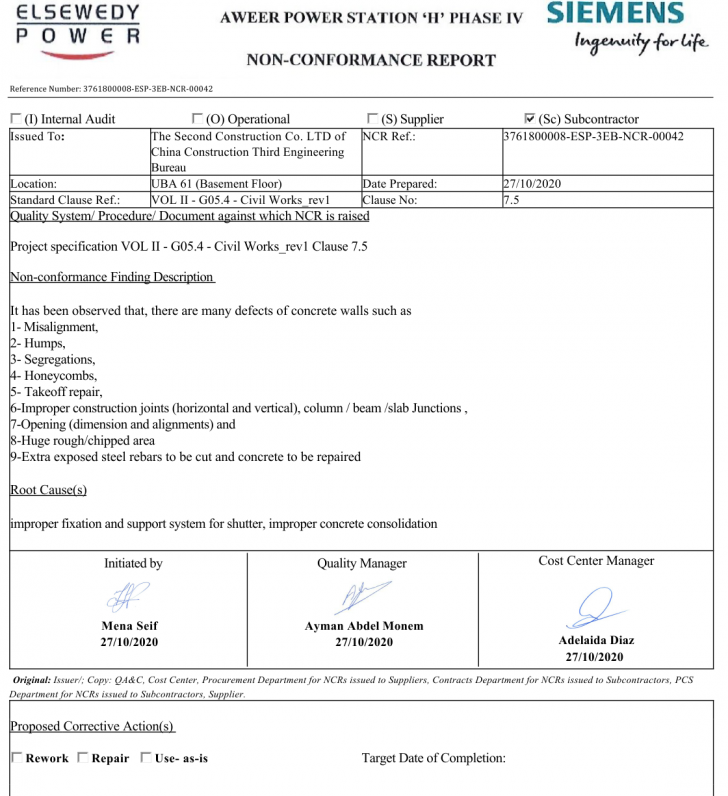 ELSEWEDY
POWER
AWEER POWER STATION ‘H’ PHASE IV
SIEMENS
Ingenuity for life
NON-CONFORMANCE REPORT
Reference Number: 3761800008-ESP-3EB-NCR-00042
(I) Internal Audit (O) Operational (S) Supplier (Sc) Subcontractor
Issued To: The Second Construction Co. LTD of China Construction Third Engineering Bureau NCR Ref.: 3761800008-ESP-3EB-NCR-00042
Location: UBA 61 (Basement Floor) Date Prepared: 27/10/2020
Standard Clause Ref.: VOL II - G05.4 - Civil Works_rev1 Clause No: 7.5
Quality System/ Procedure/ Document against which NCR is raised
Project specification VOL II - G05.4 - Civil Works_rev1 Clause 7.5
Non-conformance Finding Description
It has been observed that, there are many defects of concrete walls such as
1- Misalignment,
2- Humps,
3- Segregations,
4- Honeycombs,
5- Takeoff repair,
6-Improper construction joints (horizontal and vertical), column / beam /slab Junctions ,
7-Opening (dimension and alignments) and
8-Huge rough/chipped area
9-Extra exposed steel rebars to be cut and concrete to be repaired
Root Cause(s)
improper fixation and support system for shutter, improper concrete consolidation
Initiated by Quality Manager Cost Center Manager
Mena Seif Ayman Abdel Monem Adelaida Diaz
27/10/2020 27/10/2020 27/10/2020
Original: Issuer/; Copy: QA&C, Cost Center, Procurement Department for NCRs issued to Suppliers, Contracts Department for NCRs issued to Subcontractors, PCS
Department for NCRs issued to Subcontractors, Supplier.
Proposed Corrective Action(s)
Rework Repair Use- as-is Target Date of Completion: